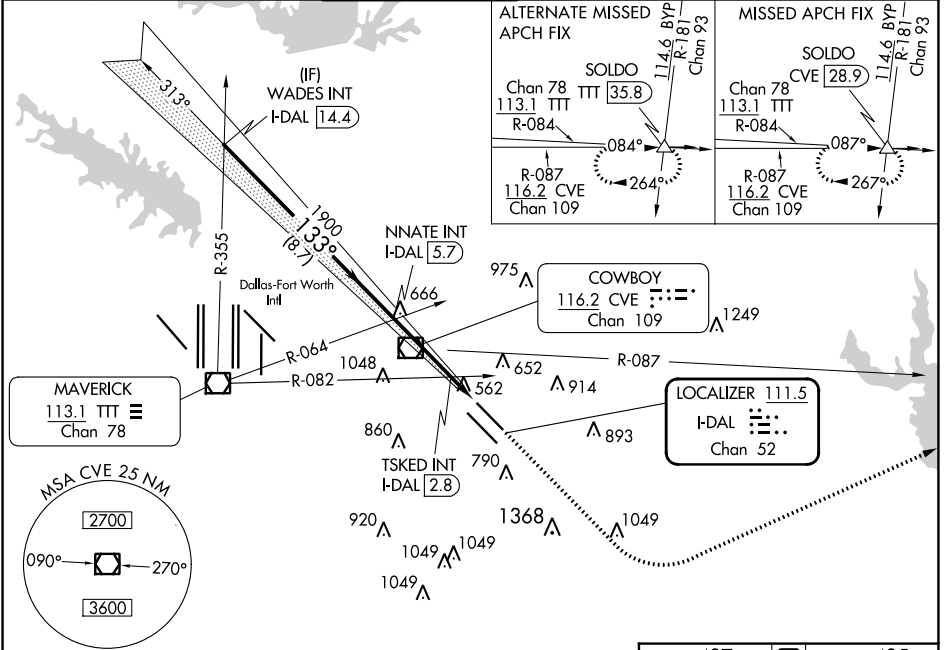 ALTERNATE MISSED
APCH FIX
SOLDO
TTT 35.8
Chan 78
113.1 TTT
R-084
084°
264°
R-087
116.2 CVE
Chan 109
114.6 BYP
R-181
Chan 93
MISSED APCH FIX
SOLDO
CVE 28.9
Chan 78
113.1 TTT
R-084
087°
267°
R-087
116.2 CVE
Chan 109
114.6 BYP
R-181
Chan 93
313°
(IF)
WADES INT
I-DAL 14.4
1900
133°
(8.7)
R-355
NNATE INT
I-DAL 5.7
Dallas-Fort Worth
Intl
666
975
COWBOY
116.2 CVE
Chan 109
1249
R-064
1048
R-082
652
R-087
562
914
MAVERICK
113.1 TTT
Chan 78
LOCALIZER 111.5
I-DAL
Chan 52
860
893
TSKED INT
I-DAL 2.8
790
MSA CVE 25 NM
2700
090°
270°
3600
920
1368
1049
1049
1049
1049